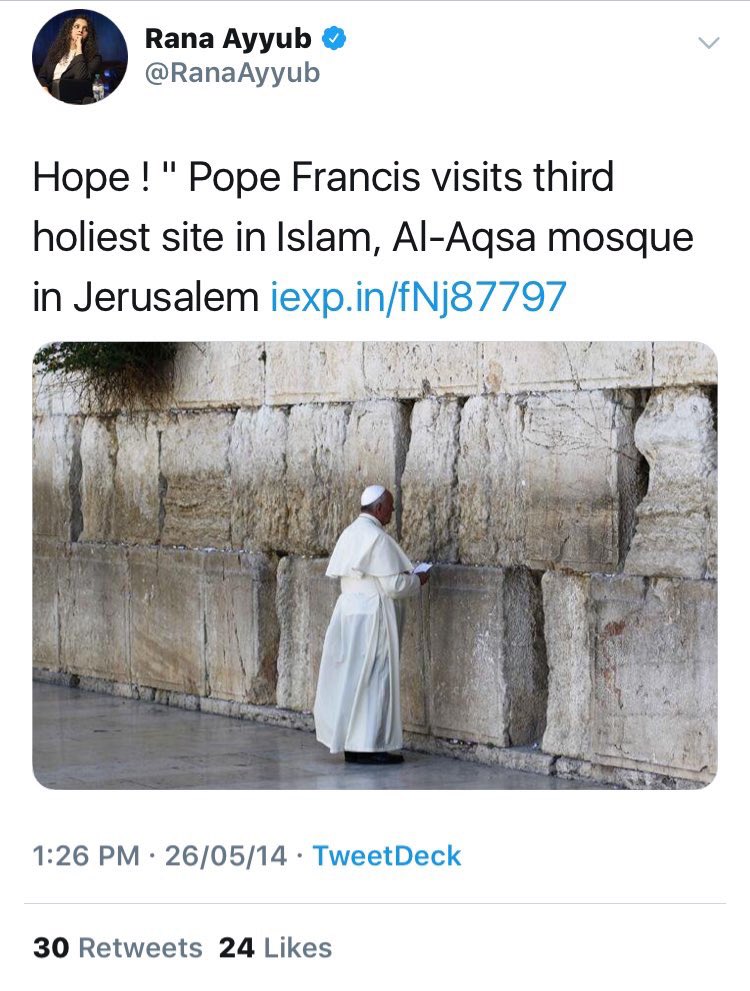 Rana Ayyub
@RanaAyyub
Hope ! " Pope Francis visits third
holiest site in Islam, Al-Aqsa mosque
in Jerusalem iexp.in/fNj87797
1:26 PM · 26/05/14 · TweetDeck
30 Retweets 24 Likes